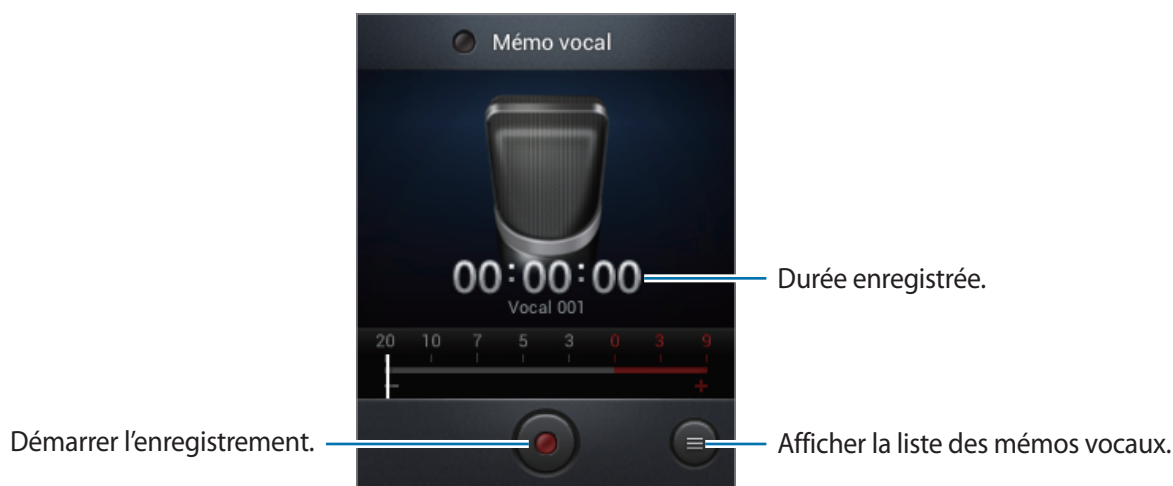 Mémo vocal
00:00:00
Durée enregistrée.
Vocal 001
20 10 7 5 3 0 3 9
- +
Démarrer l'enregistrement.
Afficher la liste des mémos vocaux.